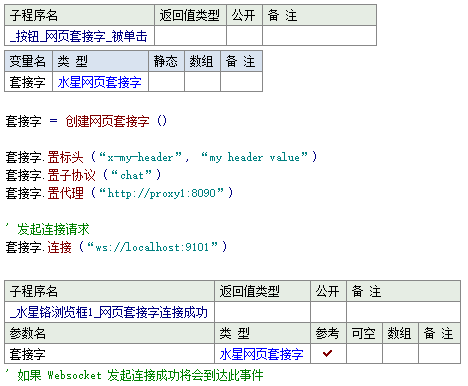 子程序名 返回值类型 公开 备 注
_按钮_网页套接字_被单击
变量名 类 型 静态 数组 备 注
套接字 水星网页套接字
套接字 = 创建网页套接字 ()
套接字.置标头 (“x-my-header”, “my header value”)
套接字.置子协议 (“chat”)
套接字.置代理 (“http://proxy1:8090”)
' 发起连接请求
套接字.连接 (“ws://localhost:9101”)
子程序名 返回值类型 公开 备 注
_水星铬浏览框1_网页套接字连接成功
参数名 类 型 参考 可空 数组 备 注
套接字 水星网页套接字 ✓
' 如果 Websocket 发起连接成功将会到达此事件